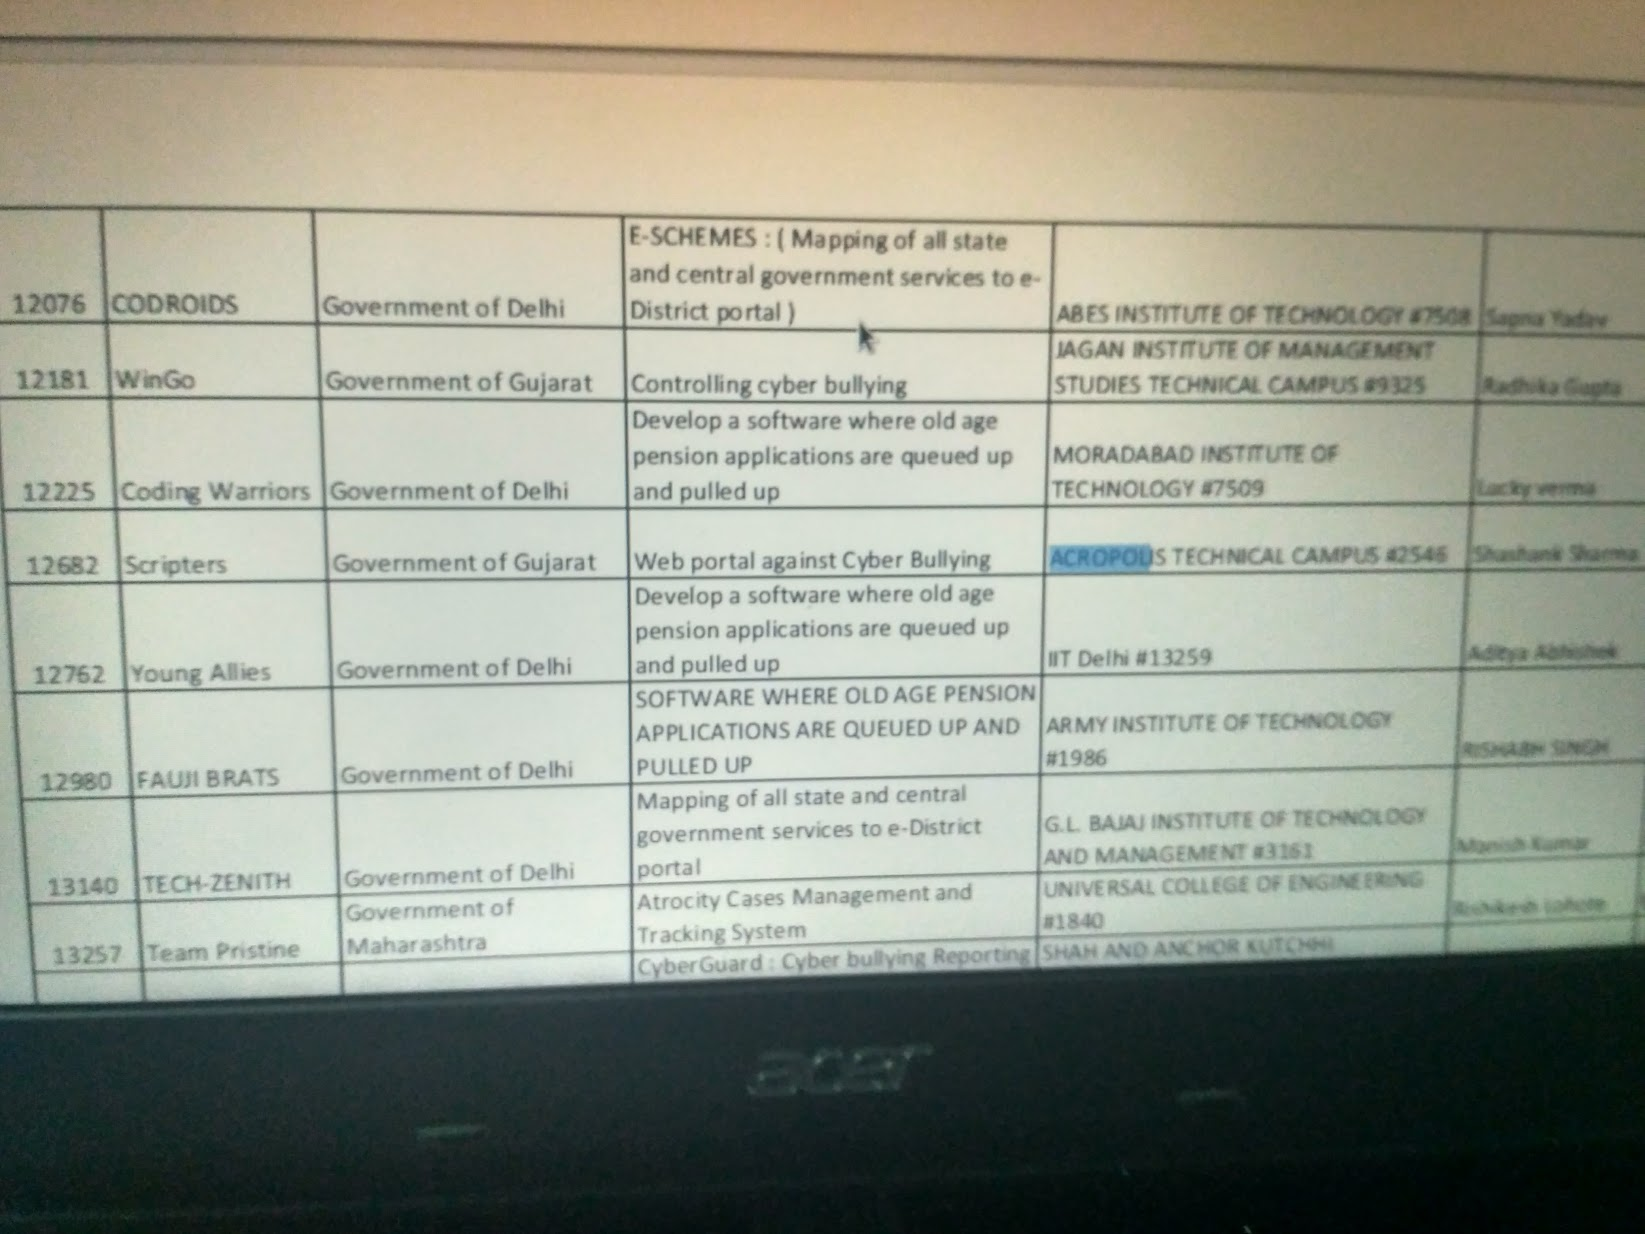 E-SCHEMES : ( Mapping of all state
and central government services to e-
12076 CODROIDS Government of Delhi District portal ) ABES INSTITUTE OF TECHNOLOGY #7508 Sapna Yadav
JAGAN INSTITUTE OF MANAGEMENT
12181 WinGo Government of Gujarat Controlling cyber bullying STUDIES TECHNICAL CAMPUS #9325 Radhika Gupta
Develop a software where old age
pension applications are queued up MORADABAD INSTITUTE OF
12225 Coding Warriors Government of Delhi and pulled up TECHNOLOGY #7509 Lucky verma
12682 Scripters Government of Gujarat Web portal against Cyber Bullying ACROPOLIS TECHNICAL CAMPUS #2546 Shashank Sharma
Develop a software where old age
pension applications are queued up
12762 Young Allies Government of Delhi and pulled up IIT Delhi #13259 Aditya Abhishek
SOFTWARE WHERE OLD AGE PENSION
APPLICATIONS ARE QUEUED UP AND ARMY INSTITUTE OF TECHNOLOGY
12980 FAUJI BRATS Government of Delhi PULLED UP #1986 RISHABH SINGH
Mapping of all state and central
government services to e-District G.L. BAJAJ INSTITUTE OF TECHNOLOGY
13140 TECH-ZENITH Government of Delhi portal AND MANAGEMENT #3161 Manish Kumar
Government of Atrocity Cases Management and UNIVERSAL COLLEGE OF ENGINEERING
13257 Team Pristine Maharashtra Tracking System #1840
CyberGuard : Cyber bullying Reporting SHAH AND ANCHOR KUTCHHI
acer